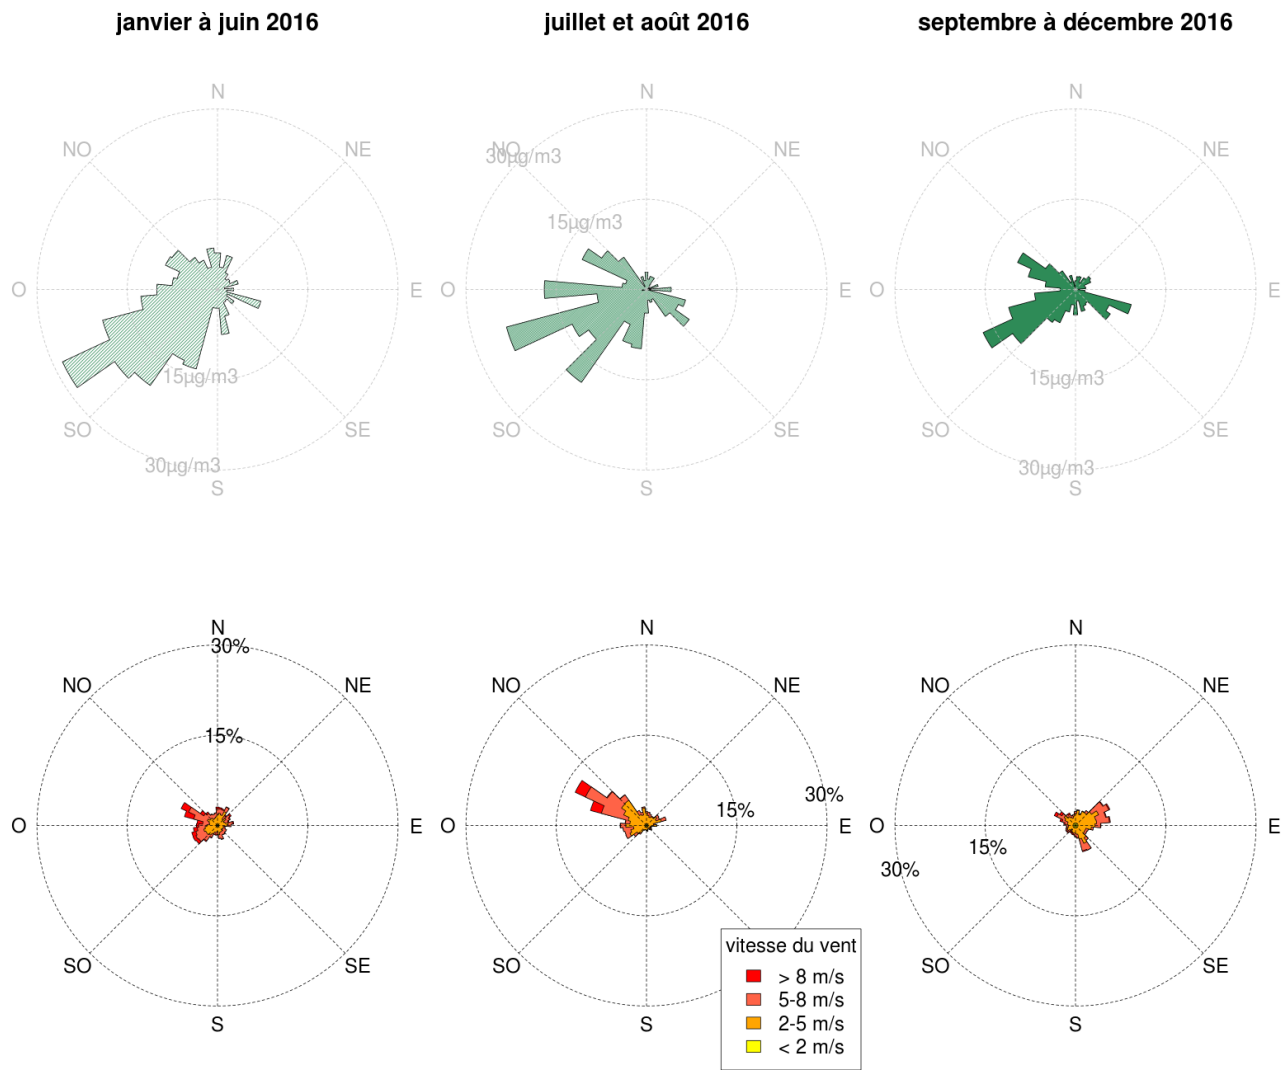 janvier à juin 2016
juillet et août 2016
septembre à décembre 2016
N
NO
NE
O
E
15µg/m3
SO
SE
30µg/m3
S
N
NO
30µg/m3
NE
15µg/m3
O
E
SO
SE
S
N
NO
NE
O
E
15µg/m3
SO
SE
30µg/m3
S
N
30%
NO
NE
15%
O
E
SO
SE
S
N
NO
NE
30%
15%
O
E
SO
S
N
NO
NE
O
E
15%
30%
SO
SE
S
vitesse du vent
> 8 m/s
5-8 m/s
2-5 m/s
< 2 m/s